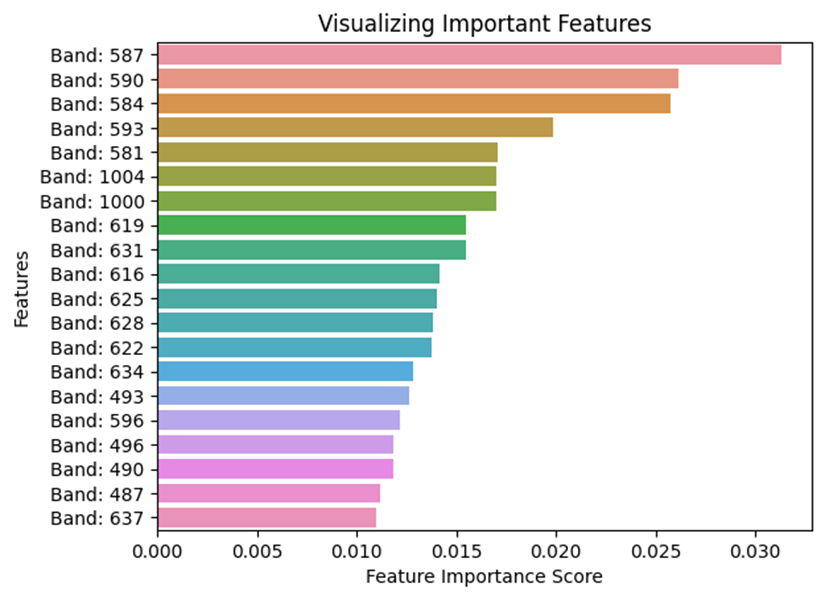 Visualizing Important Features
Band: 587
Band: 590
Band: 584
Band: 593
Band: 581
Band: 1004
Band: 1000
Band: 619
Band: 631
Band: 616
Band: 625
Band: 628
Band: 622
Band: 634
Band: 493
Band: 596
Band: 496
Band: 490
Band: 487
Band: 637
Features
0.000 0.005 0.010 0.015 0.020 0.025 0.030
Feature Importance Score